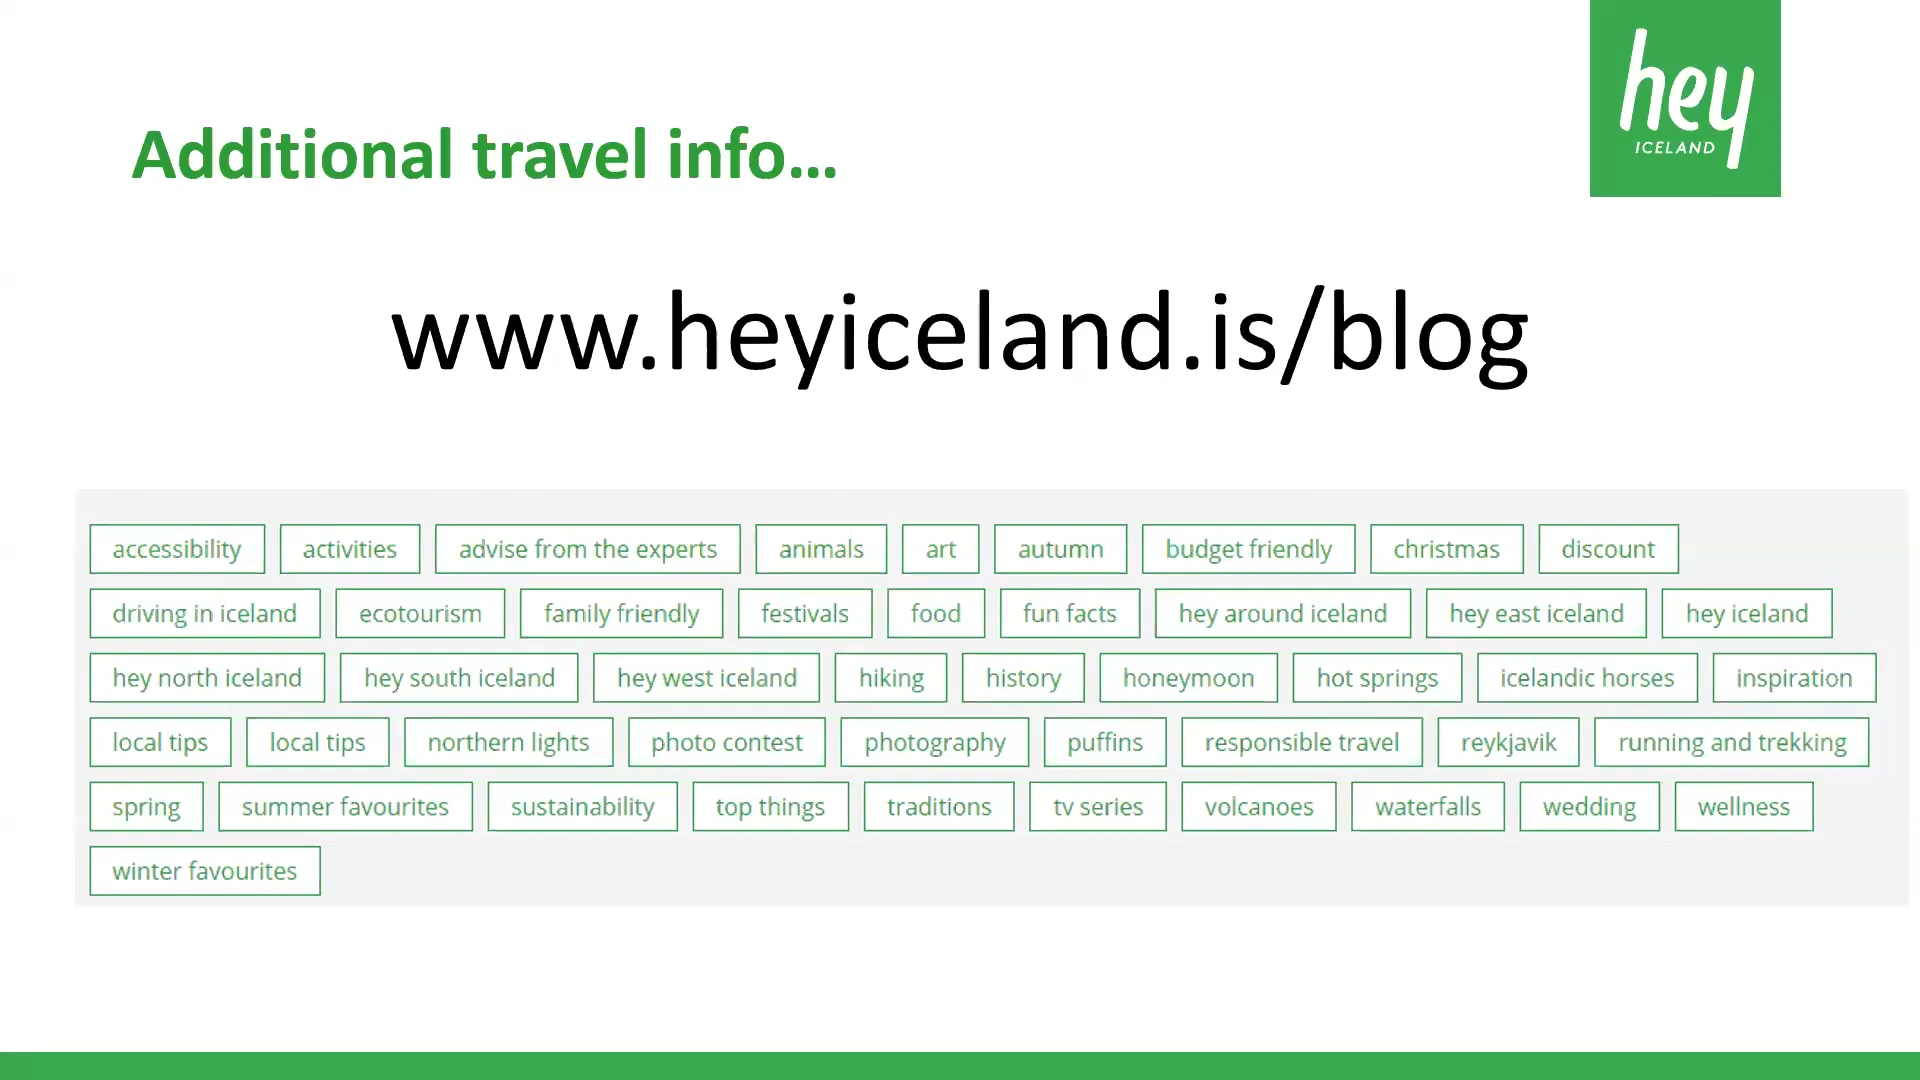 hey
ICELAND
Additional travel info...
www.heyiceland.is/blog
accessibility activities advise from the experts animals art autumn budget friendly christmas discount
driving in iceland ecotourism family friendly festivals food fun facts hey around iceland hey east iceland hey iceland
hey north iceland hey south iceland hey west iceland hiking history honeymoon hot springs icelandic horses inspiration
local tips local tips northern lights photo contest photography puffins responsible travel reykjavik running and trekking
spring summer favourites sustainability top things traditions tv series volcanoes waterfalls wedding wellness
winter favourites